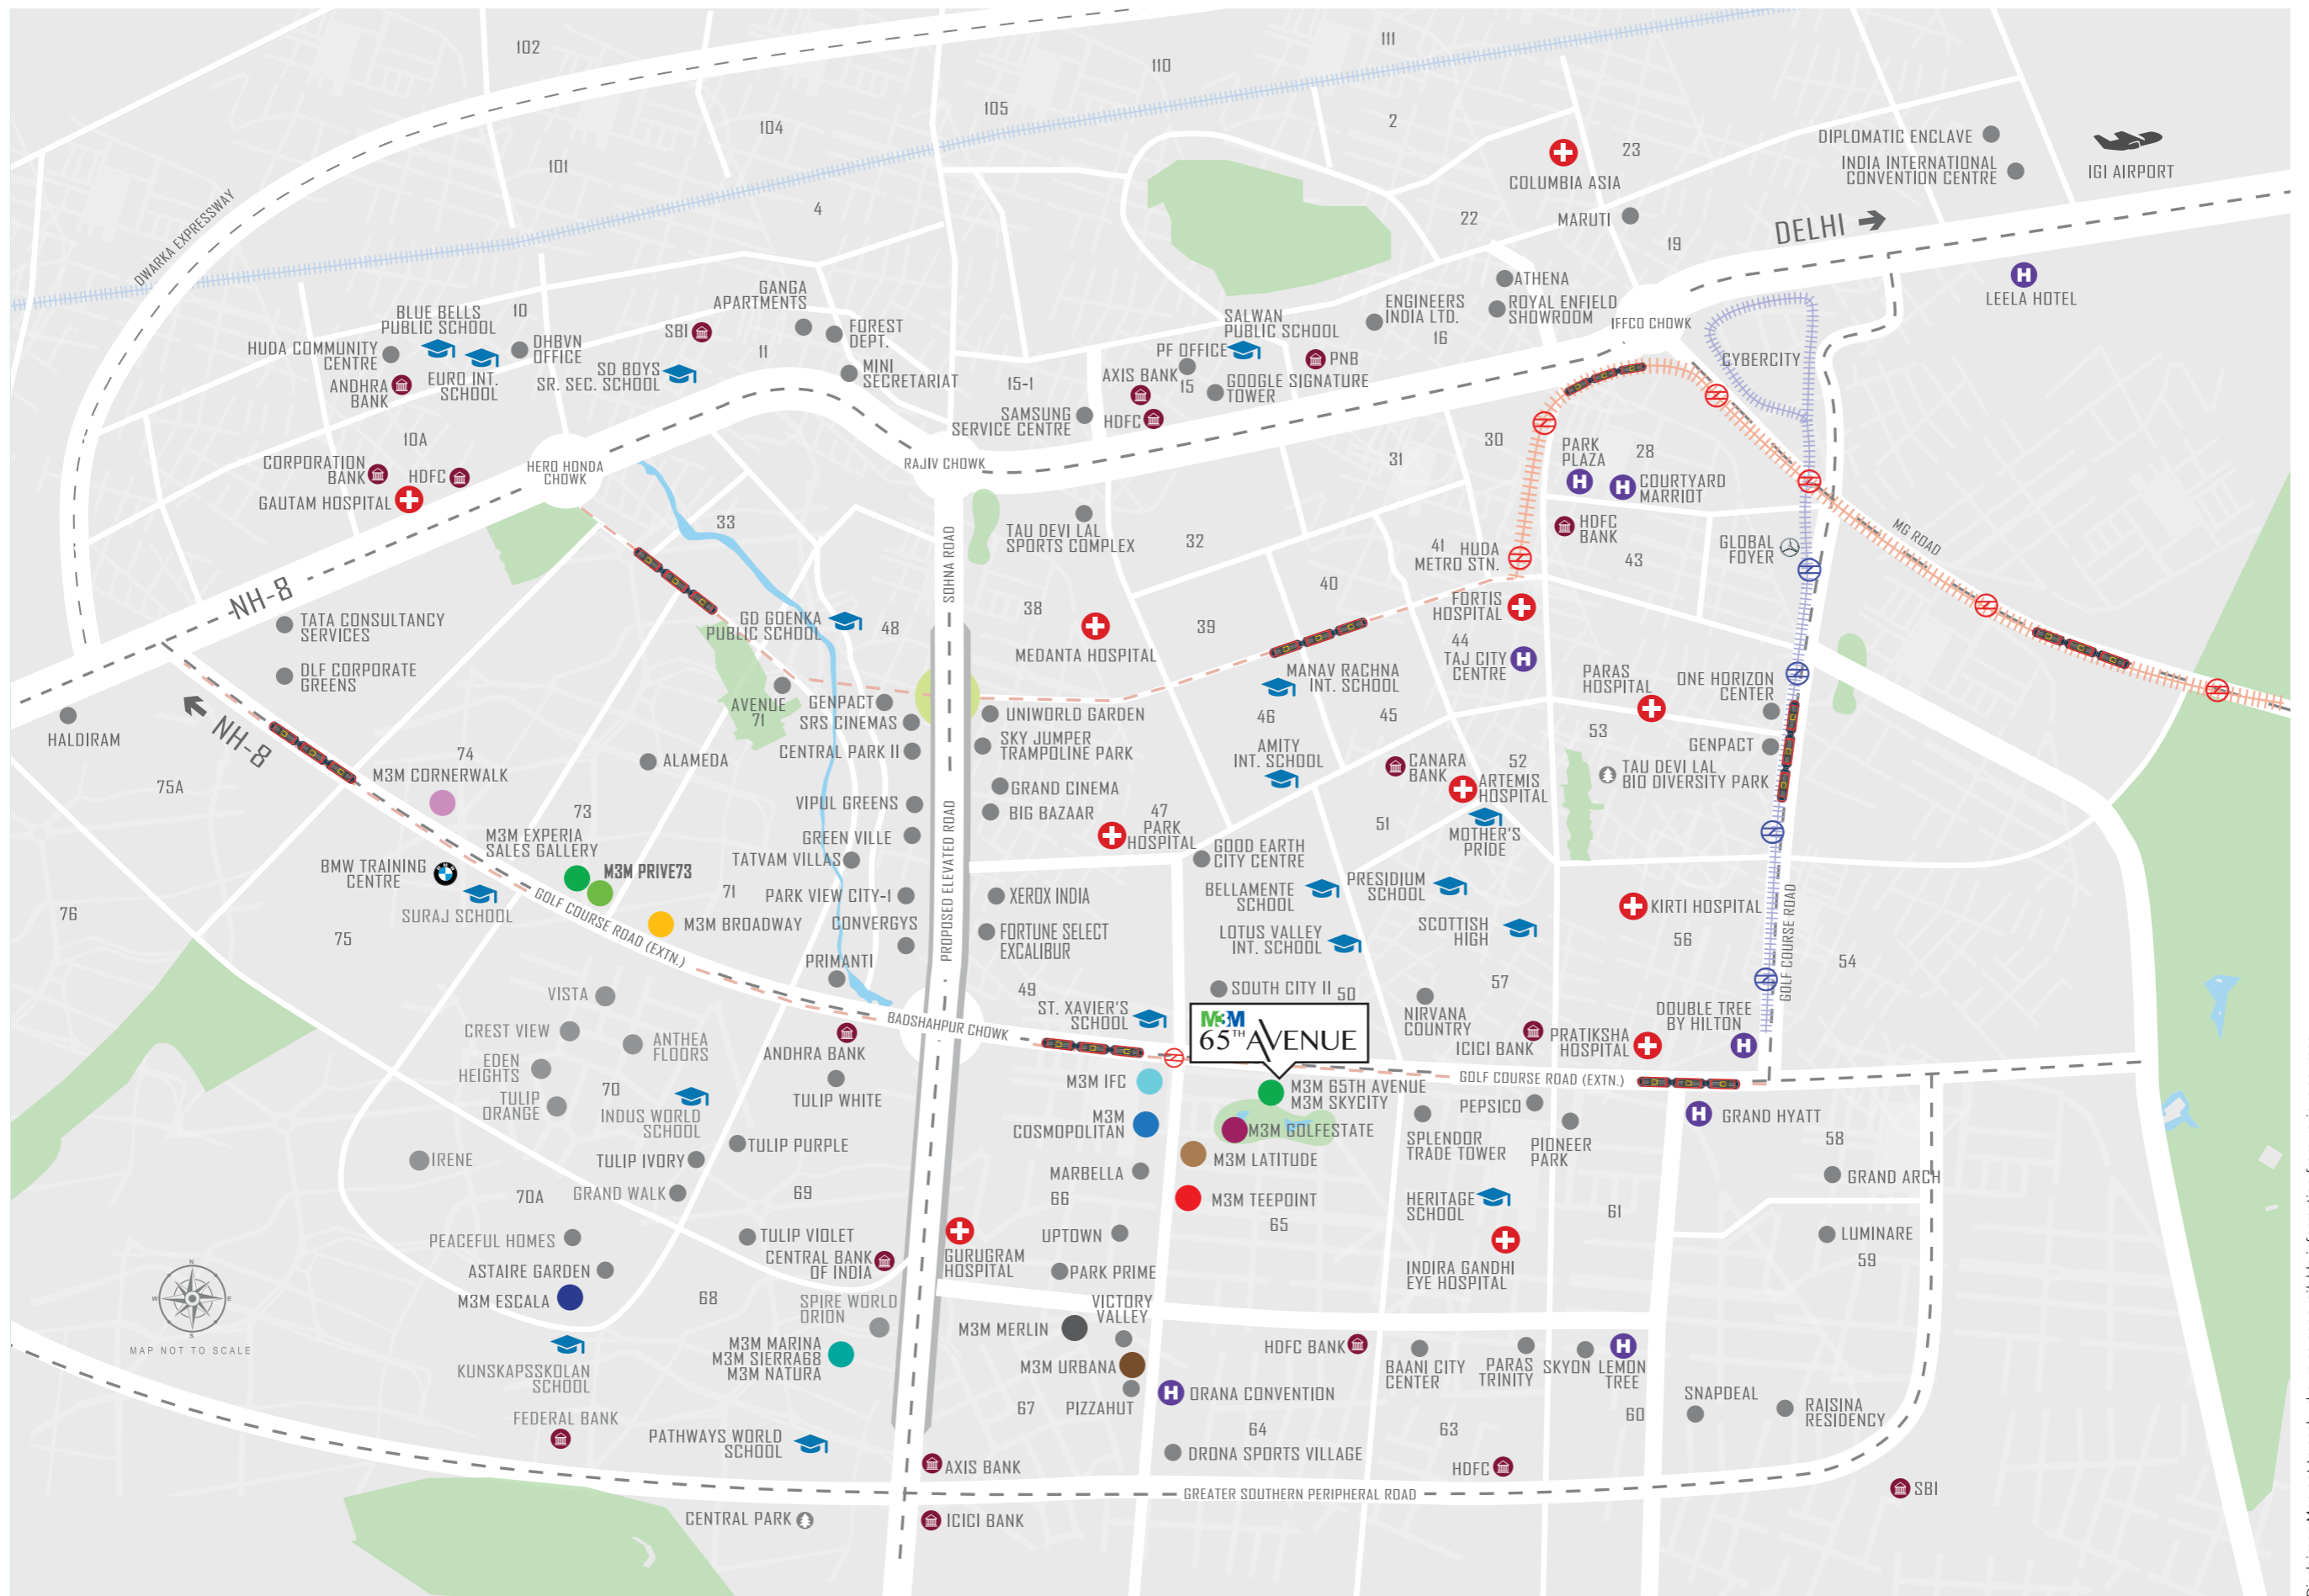 102
111
110
105
104
2
101
23
4
22
19
DIPLOMATIC ENCLAVE
INDIA INTERNATIONAL
CONVENTION CENTRE
IGI AIRPORT
COLUMBIA ASIA
MARUTI
DELHI
DWARKA EXPRESSWAY
LEELA HOTEL
ATHENA
ROYAL ENFIELD
SHOWROOM
ENGINEERS
INDIA LTD.
16
IFFCO CHOWK
CYBERCITY
GANGA
APARTMENTS
BLUE BELLS
PUBLIC SCHOOL
10
HUDA COMMUNITY
CENTRE
DHBVN
OFFICE
SBI
11
FOREST
DEPT.
SALWAN
PUBLIC SCHOOL
PF OFFICE
PNB
ANDHRA
BANK
EURO INT.
SCHOOL
SD BOYS
SR. SEC. SCHOOL
MINI
SECRETARIAT
15-1
AXIS BANK
15
GOOGLE SIGNATURE
TOWER
SAMSUNG
SERVICE CENTRE
HDFC
10A
CORPORATION
BANK
HDFC
GAUTAM HOSPITAL
HERO HONDA
CHOWK
RAJIV CHOWK
31
30
PARK
PLAZA
28
COURTYARD
MARRIOT
33
SOHNA ROAD
TAU DEVI LAL
SPORTS COMPLEX
32
41
HUDA
METRO STN.
HDFC
BANK
43
GLOBAL
FOYER
MG ROAD
NH-8
TATA CONSULTANCY
SERVICES
GD GOENKA
PUBLIC SCHOOL
48
38
39
40
FORTIS
HOSPITAL
44
MEDANTA HOSPITAL
DLF CORPORATE
GREENS
TAJ CITY
CENTRE
MANAV RACHNA
INT. SCHOOL
PARAS
HOSPITAL
ONE HORIZON
CENTER
HALDIRAM
NH-8
AVENUE
71
GENPACT
SRS CINEMAS
UNIWORLD GARDEN
46
45
53
GENPACT
CENTRAL PARK II
SKY JUMPER
TRAMPOLINE PARK
AMITY
INT. SCHOOL
CANARA
BANK
52
TAU DEVI LAL
BIO DIVERSITY PARK
ARTEMIS
HOSPITAL
74
M3M CORNERWALK
ALAMEDA
75A
73
VIPUL GREENS
GRAND CINEMA
BIG BAZAAR
47
PARK
HOSPITAL
51
MOTHER'S
PRIDE
M3M EXPERIA
SALES GALLERY
GREEN VILLE
TATVAM VILLAS
GOOD EARTH
CITY CENTRE
BMW TRAINING
CENTRE
M3M PRIVE73
71
PARK VIEW CITY-1
PROPOSED ELEVATED ROAD
XEROX INDIA
BELLAMENTE
SCHOOL
PRESIDIUM
SCHOOL
KIRTI HOSPITAL
76
SURAJ SCHOOL
75
GOLF COURSE ROAD (EXTN.)
M3M BROADWAY
CONVERGYS
FORTUNE SELECT
EXCALIBUR
LOTUS VALLEY
INT. SCHOOL
SCOTTISH
HIGH
56
54
GOLF COURSE ROAD
PRIMANTI
VISTA
49
SOUTH CITY II
50
57
NIRVANA
COUNTRY
DOUBLE TREE
BY HILTON
ST. XAVIER'S
SCHOOL
CREST VIEW
ANTHEA
FLOORS
BADSHAHPUR CHOWK
M3M
65TH AVENUE
ICICI BANK
PRATIKSHA
HOSPITAL
ANDHRA BANK
EDEN
HEIGHTS
M3M IFC
GOLF COURSE ROAD (EXTN.)
TULIP
ORANGE
70
INDUS WORLD
SCHOOL
TULIP WHITE
M3M 65TH AVENUE
M3M SKYCITY
PEPSICO
GRAND HYATT
M3M
COSMOPOLITAN
M3M GOLFESTATE
SPLENDOR
TRADE TOWER
PIONEER
PARK
58
TULIP PURPLE
IRENE
TULIP IVORY
M3M LATITUDE
MARBELLA
GRAND ARCH
70A
GRAND WALK
69
66
M3M TEEPOINT
HERITAGE
SCHOOL
65
61
PEACEFUL HOMES
TULIP VIOLET
UPTOWN
LUMINARE
CENTRAL BANK
OF INDIA
GURUGRAM
HOSPITAL
59
ASTAIRE GARDEN
PARK PRIME
INDIRA GANDHI
EYE HOSPITAL
N
W
E
S
M3M ESCALA
68
SPIRE WORLD
ORION
VICTORY
VALLEY
M3M MERLIN
MAP NOT TO SCALE
M3M MARINA
M3M SIERRA68
M3M NATURA
HDFC BANK
KUNSKAPSSKOLAN
SCHOOL
M3M URBANA
BAANI CITY
CENTER
PARAS
TRINITY
SKYON
LEMON
TREE
ORANA CONVENTION
SNAPDEAL
RAISINA
RESIDENCY
67
PIZZAHUT
60
FEDERAL BANK
64
63
PATHWAYS WORLD
SCHOOL
DRONA SPORTS VILLAGE
AXIS BANK
HDFC
SBI
GREATER SOUTHERN PERIPHERAL ROAD
CENTRAL PARK
ICICI BANK